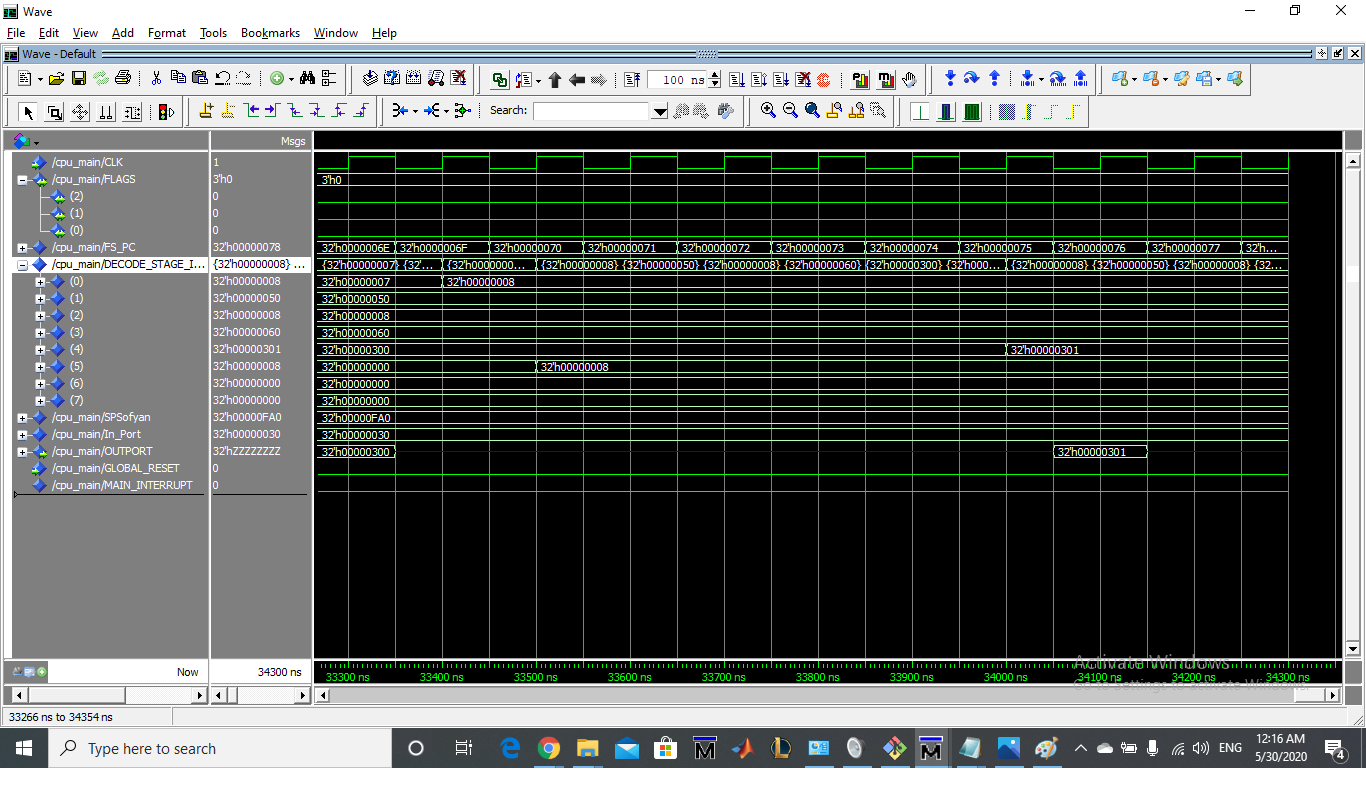 Wave
File Edit View Add Format Tools Bookmarks Window Help
Wave - Default
100 ns
Search:
Msgs
/cpu_main/CLK 1
/cpu_main/FLAGS 3'h0 3'h0
(2) 0
(1) 0
(0) 0
/cpu_main/FS_PC 32'h00000078 32'h0000006E 32'h0000006F 32'h00000070 32'h00000071 32'h00000072 32'h00000073 32'h00000074 32'h00000075 32'h00000076 32'h00000077 32'h...
/cpu_main/DECODE_STAGE_I... {32'h00000008} ... {32'h00000007} {32'... {32'h0000000... {32'h00000008} {32'h00000050} {32'h00000008} {32'h00000060} {32'h00000300} {32'h000... {32'h00000008} {32'h00000050} {32'h00000008} {32...
(0) 32'h00000008 32'h00000007 32'h00000008
(1) 32'h00000050 32'h00000050
(2) 32'h00000008 32'h00000008
(3) 32'h00000060 32'h00000060
(4) 32'h00000301 32'h00000300 32'h00000301
(5) 32'h00000008 32'h00000000 32'h00000008
(6) 32'h00000000 32'h00000000
(7) 32'h00000000 32'h00000000
/cpu_main/SPSofyan 32'h00000FA0 32'h00000FA0
/cpu_main/In_Port 32'h00000030 32'h00000030
/cpu_main/OUTPORT 32'hZZZZZZZZ 32'h00000300 32'h00000301
/cpu_main/GLOBAL_RESET 0
/cpu_main/MAIN_INTERRUPT 0
Activate Windows
Now 34300 ns 33300 ns 33400 ns 33500 ns 33600 ns 33700 ns 33800 ns 33900 ns 34000 ns 34100 ns 34200 ns 34300 ns
Go to Settings to activate Windows.
33266 ns to 34354 ns
Type here to search
ENG
12:16 AM
5/30/2020
4